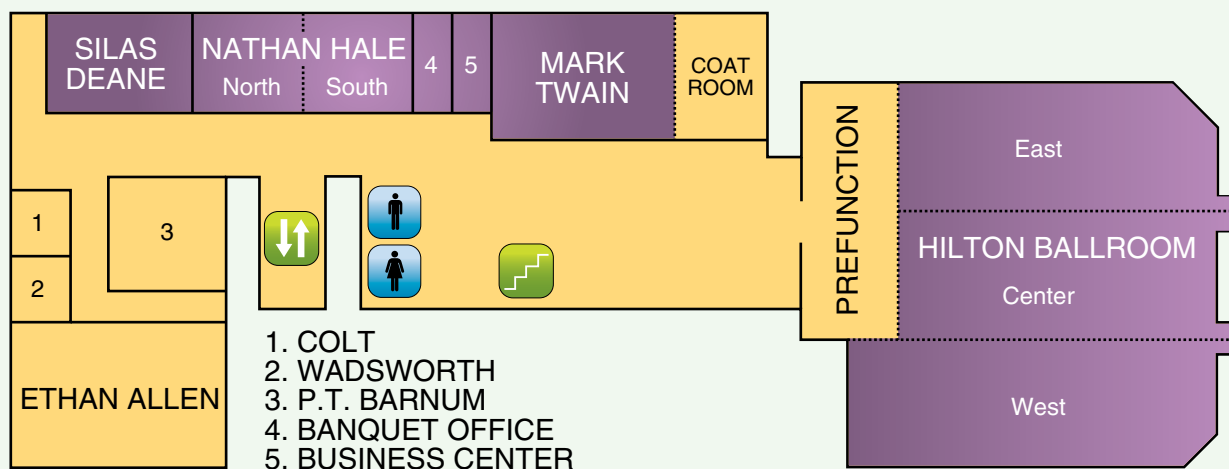 SILAS
DEANE
NATHAN HALE
North
South
4
5
MARK
TWAIN
COAT
ROOM
PREFUNCTION
East
HILTON BALLROOM
Center
West
1
2
3
ETHAN ALLEN
1. COLT
2. WADSWORTH
3. P.T. BARNUM
4. BANQUET OFFICE
5. BUSINESS CENTER